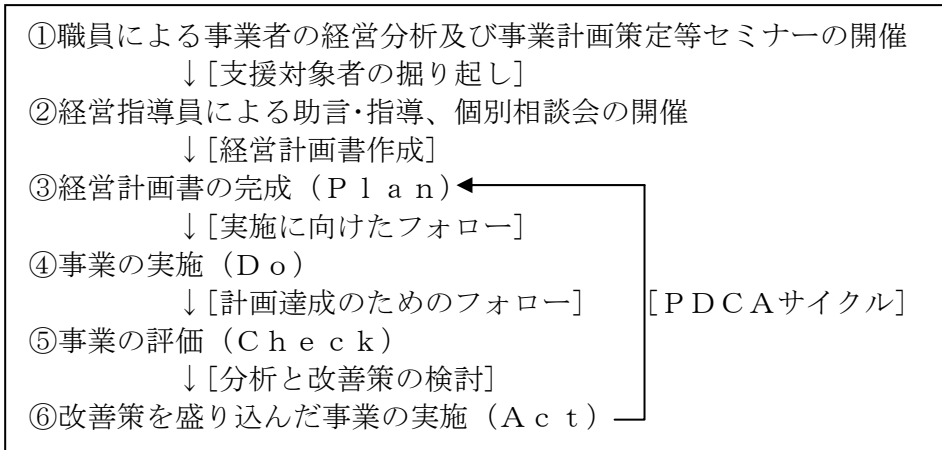 ①職員による事業者の経営分析及び事業計画策定等セミナーの開催
↓[支援対象者の掘り起し]
②経営指導員による助言･指導、個別相談会の開催
↓[経営計画書作成]
③経営計画書の完成（Ｐｌａｎ）
↓[実施に向けたフォロー]
④事業の実施（Ｄｏ）
↓[計画達成のためのフォロー] [ＰＤＣＡサイクル]
⑤事業の評価（Ｃｈｅｃｋ）
↓[分析と改善策の検討]
⑥改善策を盛り込んだ事業の実施（Ａｃｔ）